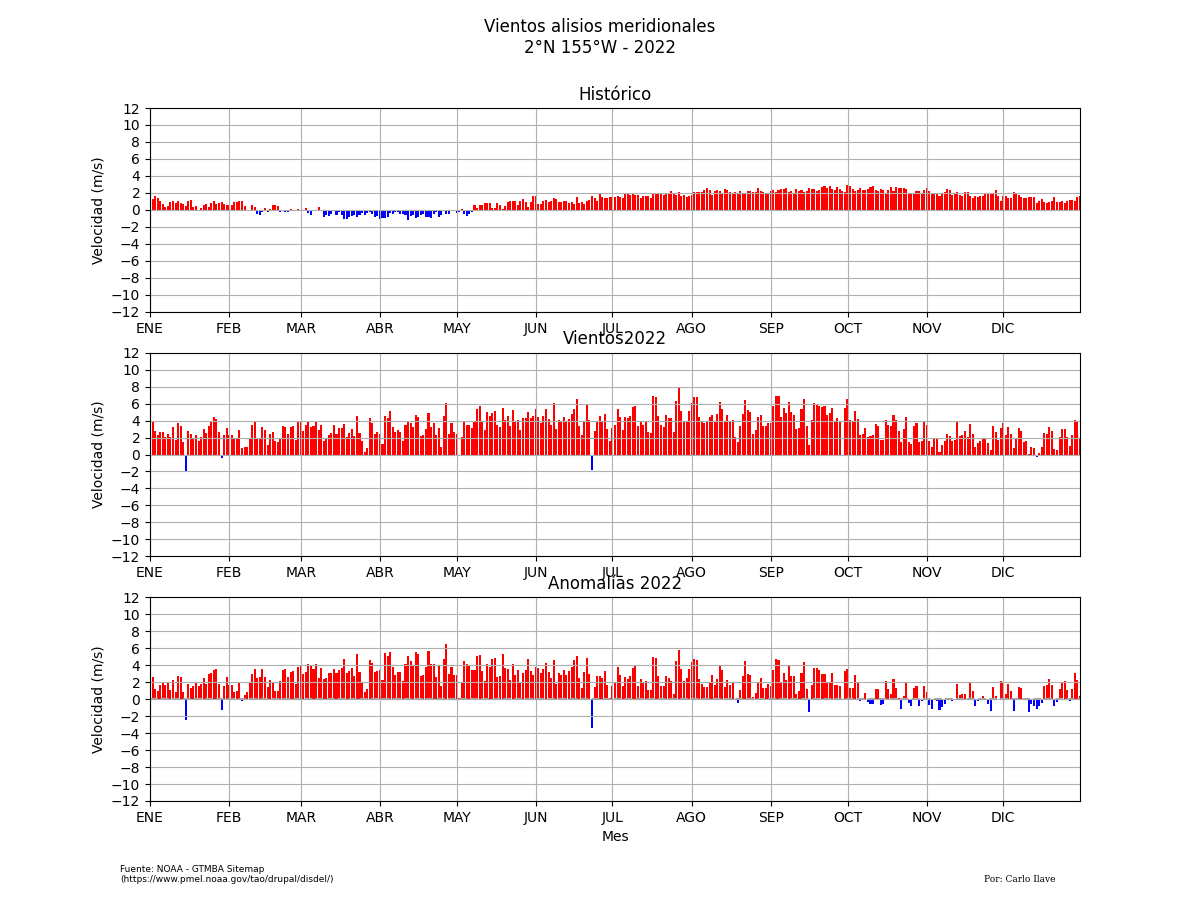 Vientos alisios meridionales
2°N 155°W - 2022
Histórico
12
10
8
6
4
2
0
−2
−4
−6
−8
−10
−12
Velocidad (m/s)
ENE FEB MAR ABR MAY JUN JUL AGO SEP OCT NOV DIC
Vientos2022
12
10
8
6
4
2
0
−2
−4
−6
−8
−10
−12
Velocidad (m/s)
ENE FEB MAR ABR MAY JUN JUL AGO SEP OCT NOV DIC
Anomalías 2022
12
10
8
6
4
2
0
−2
−4
−6
−8
−10
−12
Velocidad (m/s)
ENE FEB MAR ABR MAY JUN JUL AGO SEP OCT NOV DIC
Mes
Fuente: NOAA - GTMBA Sitemap
(https://www.pmel.noaa.gov/tao/drupal/disdel/)
Por: Carlo Ilave